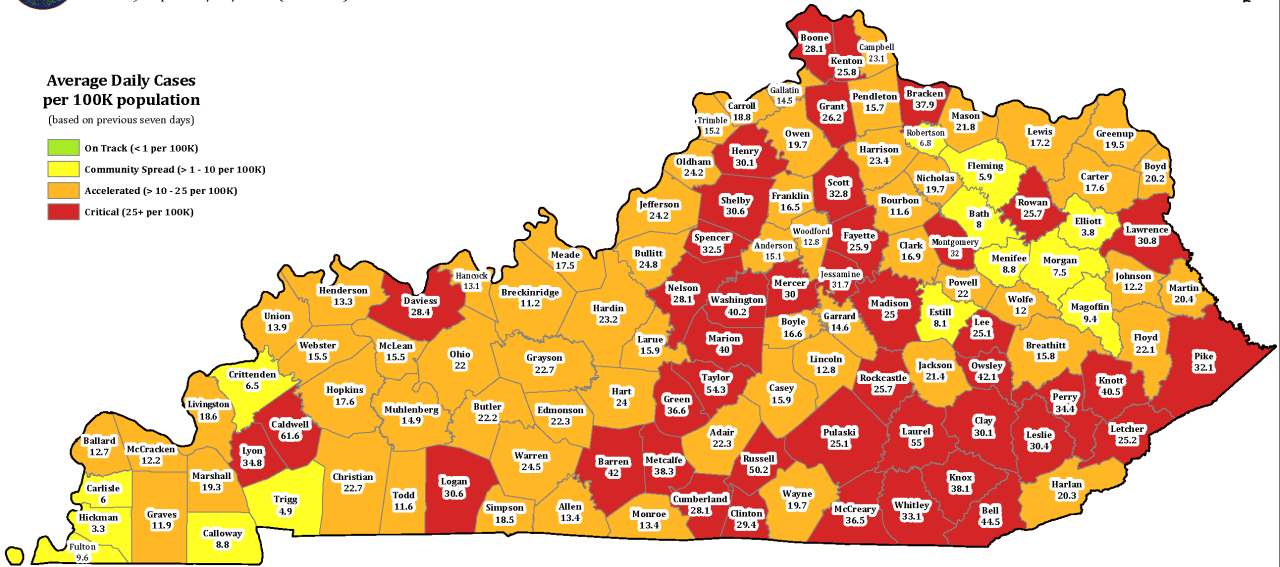 Average Daily Cases
per 100K population
(based on previous seven days)
On Track (< 1 per 100K)
Community Spread (> 1 - 10 per 100K)
Accelerated (> 10 - 25 per 100K)
Critical (25+ per 100K)
Boone
28.1
Kenton
25.8
Campbell
23.1
Gallatin
14.5
Carroll
18.8
Trimble
15.2
Grant
26.2
Pendleton
15.7
Bracken
37.9
Mason
21.8
Robertson
6.8
Lewis
17.2
Greenup
19.5
Boyd
20.2
Carter
17.6
Owen
19.7
Henry
30.1
Oldham
24.2
Harrison
23.4
Nicholas
19.7
Fleming
5.9
Rowan
25.7
Elliott
3.8
Lawrence
30.8
Jefferson
24.2
Shelby
30.6
Franklin
16.5
Scott
32.8
Bourbon
11.6
Bath
8
Spencer
32.5
Anderson
15.1
Woodford
12.8
Fayette
25.9
Clark
16.9
Montgomery
32
Menifee
8.8
Morgan
7.5
Johnson
12.2
Martin
20.4
Meade
17.5
Bullitt
24.8
Nelson
28.1
Washington
40.2
Mercer
30
Jessamine
31.7
Madison
25
Powell
22
Estill
8.1
Wolfe
12
Magoffin
9.4
Floyd
22.1
Pike
32.1
Henderson
13.3
Daviess
28.4
Hancock
13.1
Breckinridge
11.2
Hardin
23.2
Larue
15.9
Marion
40
Boyle
16.6
Garrard
14.6
Lee
25.1
Breathitt
15.8
Union
13.9
Webster
15.5
McLean
15.5
Ohio
22
Grayson
22.7
Hart
24
Green
36.6
Taylor
54.3
Casey
15.9
Lincoln
12.8
Rockcastle
25.7
Jackson
21.4
Owsley
42.1
Perry
34.4
Knott
40.5
Letcher
25.2
Crittenden
6.5
Livingston
18.6
Hopkins
17.6
Muhlenberg
14.9
Butler
22.2
Edmonson
22.3
Adair
22.3
Pulaski
25.1
Laurel
55
Clay
30.1
Leslie
30.4
Ballard
12.7
McCracken
12.2
Lyon
34.8
Caldwell
61.6
Marshall
19.3
Christian
22.7
Todd
11.6
Logan
30.6
Warren
24.5
Barren
42
Metcalfe
38.3
Russell
50.2
Knox
38.1
Harlan
20.3
Carlisle
6
Hickman
3.3
Fulton
9.6
Graves
11.9
Calloway
8.8
Trigg
4.9
Simpson
18.5
Allen
13.4
Monroe
13.4
Cumberland
28.1
Clinton
29.4
Wayne
19.7
McCreary
36.5
Whitley
33.1
Bell
44.5